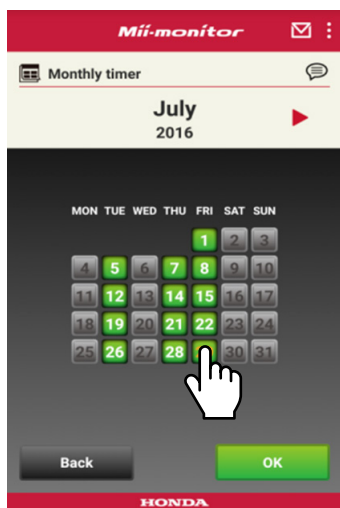 Mii-monitor
Monthly timer
July
2016
MON TUE WED THU FRI SAT SUN
1 2 3
4 5 6 7 8 9 10
11 12 13 14 15 16 17
18 19 20 21 22 23 24
25 26 27 28 30 31
Back OK
HONDA